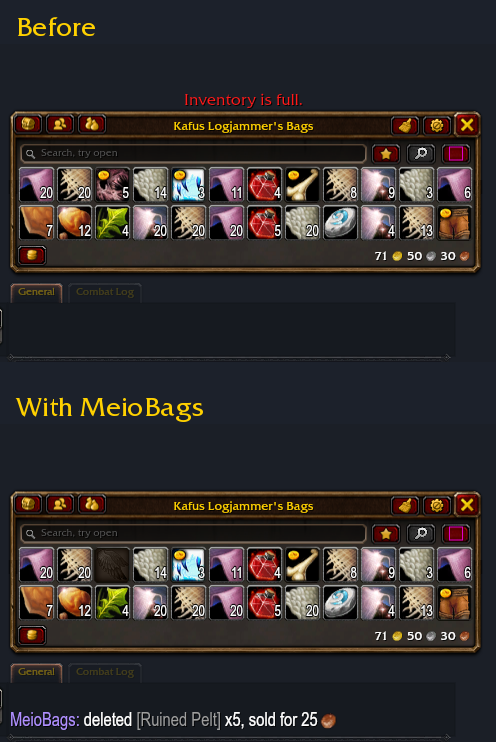 Before
Inventory is full.
Kafus Logjammer's Bags
Search, try open
20 20 5 14 3 11 4 8 9 3 6
7 12 4 20 20 20 5 20 4 13
71 50 30
General Combat Log
With MeioBags
Kafus Logjammer's Bags
Search, try open
20 20 14 3 11 4 8 9 3 6
7 12 4 20 20 20 5 20 4 13
71 50 30
General Combat Log
MeioBags: deleted [Ruined Pelt] x5, sold for 25